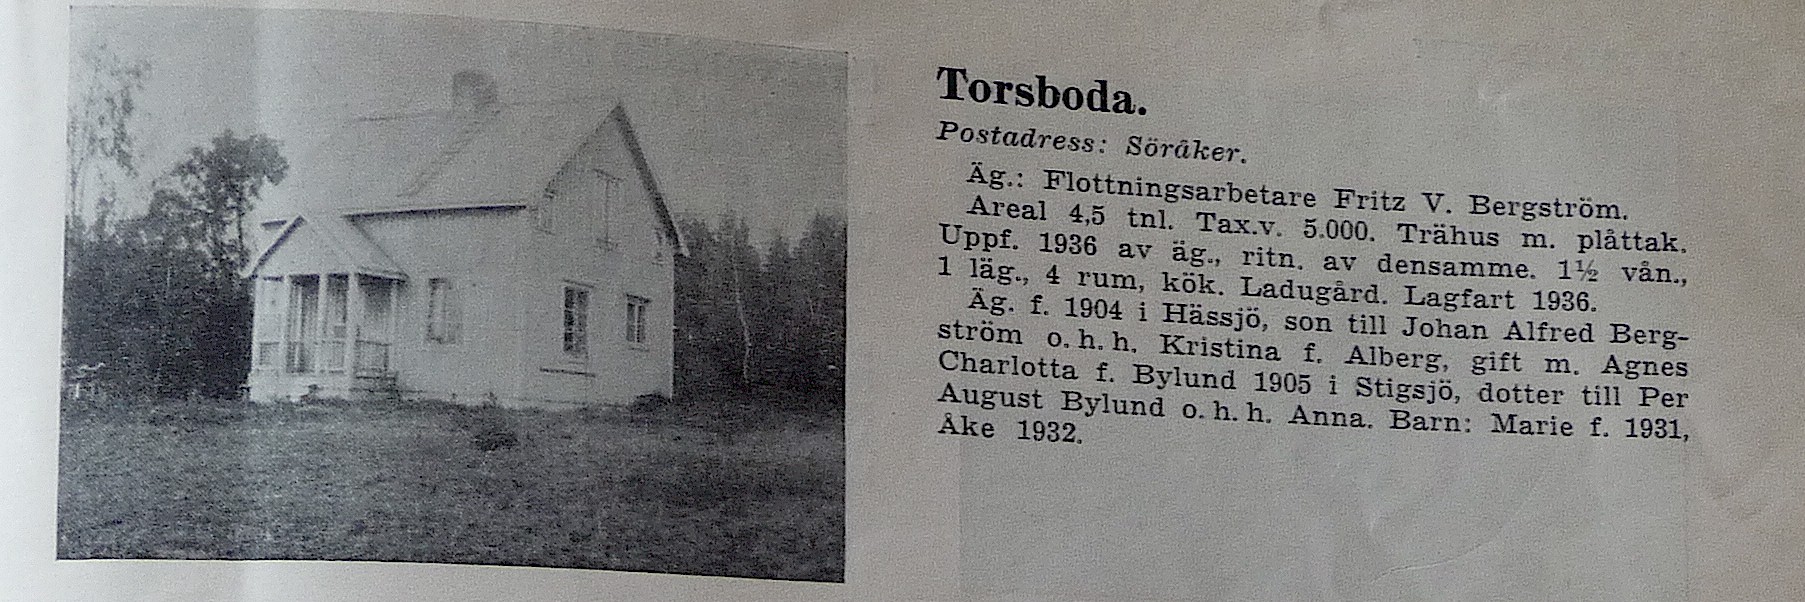 Torsboda.
Postadress: Söråker.
Äg.: Flottningsarbetare Fritz V. Bergström.
Areal 4,5 tnl. Tax.v. 5.000. Trähus m. plåttak.
Uppf. 1936 av äg., ritn. av densamme. 1½ vån.,
1 läg., 4 rum, kök. Ladugård. Lagfart 1936.
Äg. f. 1904 i Hässjö, son till Johan Alfred Berg-
ström o. h. h. Kristina f. Alberg, gift m. Agnes
Charlotta f. Bylund 1905 i Stigsjö, dotter till Per
August Bylund o. h. h. Anna. Barn: Marie f. 1931,
Åke 1932.